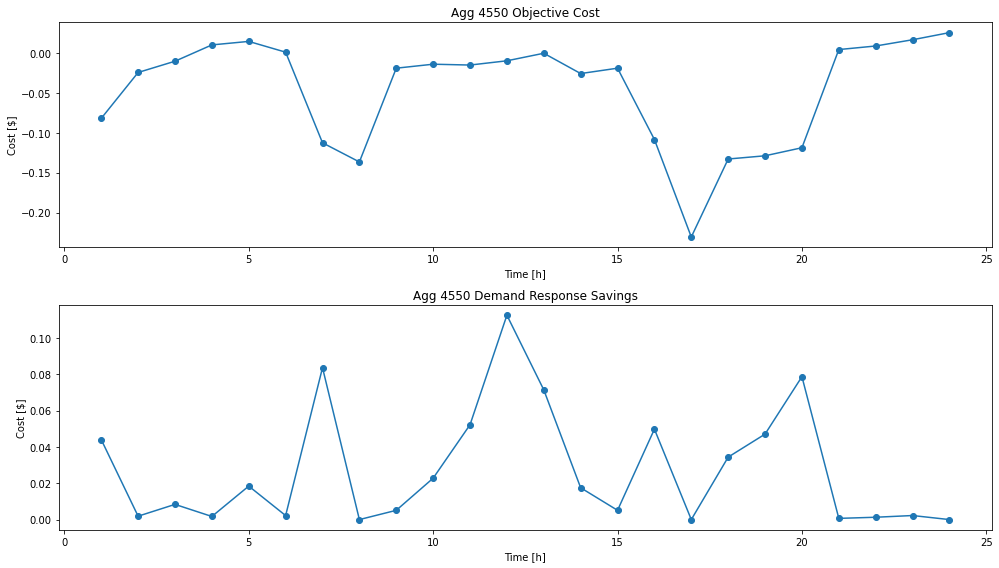 Agg 4550 Objective Cost
Cost [$]
0.00
−0.05
−0.10
−0.15
−0.20
0 5 10 15 20 25
Time [h]
Agg 4550 Demand Response Savings
Cost [$]
0.10
0.08
0.06
0.04
0.02
0.00
0 5 10 15 20 25
Time [h]